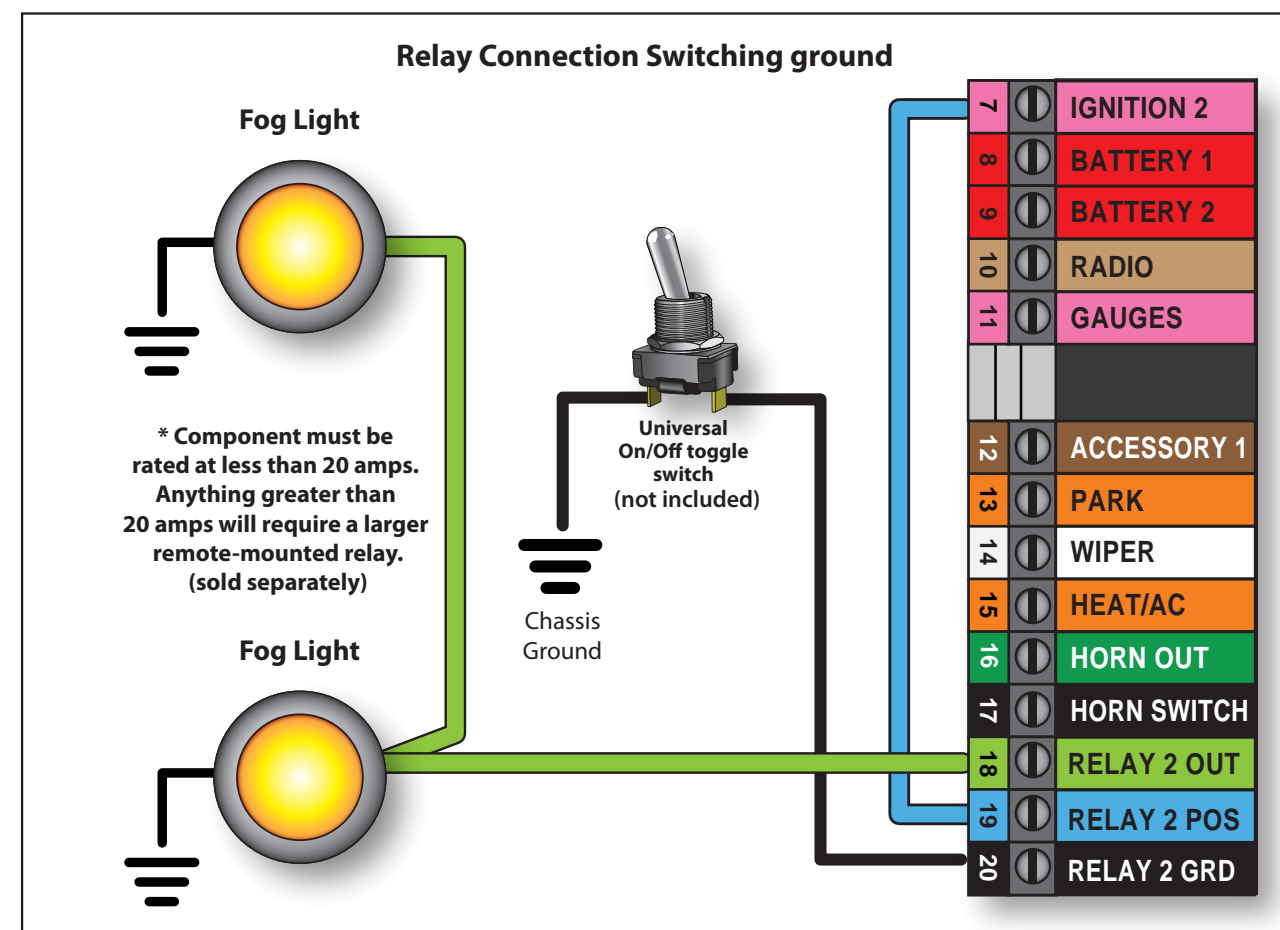 Relay Connection Switching ground
Fog Light
* Component must be
rated at less than 20 amps.
Anything greater than
20 amps will require a larger
remote-mounted relay.
(sold separately)
Fog Light
Universal
On/Off toggle
switch
(not included)
Chassis
Ground
7 IGNITION 2
8 BATTERY 1
9 BATTERY 2
10 RADIO
11 GAUGES
12 ACCESSORY 1
13 PARK
14 WIPER
15 HEAT/AC
16 HORN OUT
17 HORN SWITCH
18 RELAY 2 OUT
19 RELAY 2 POS
20 RELAY 2 GRD